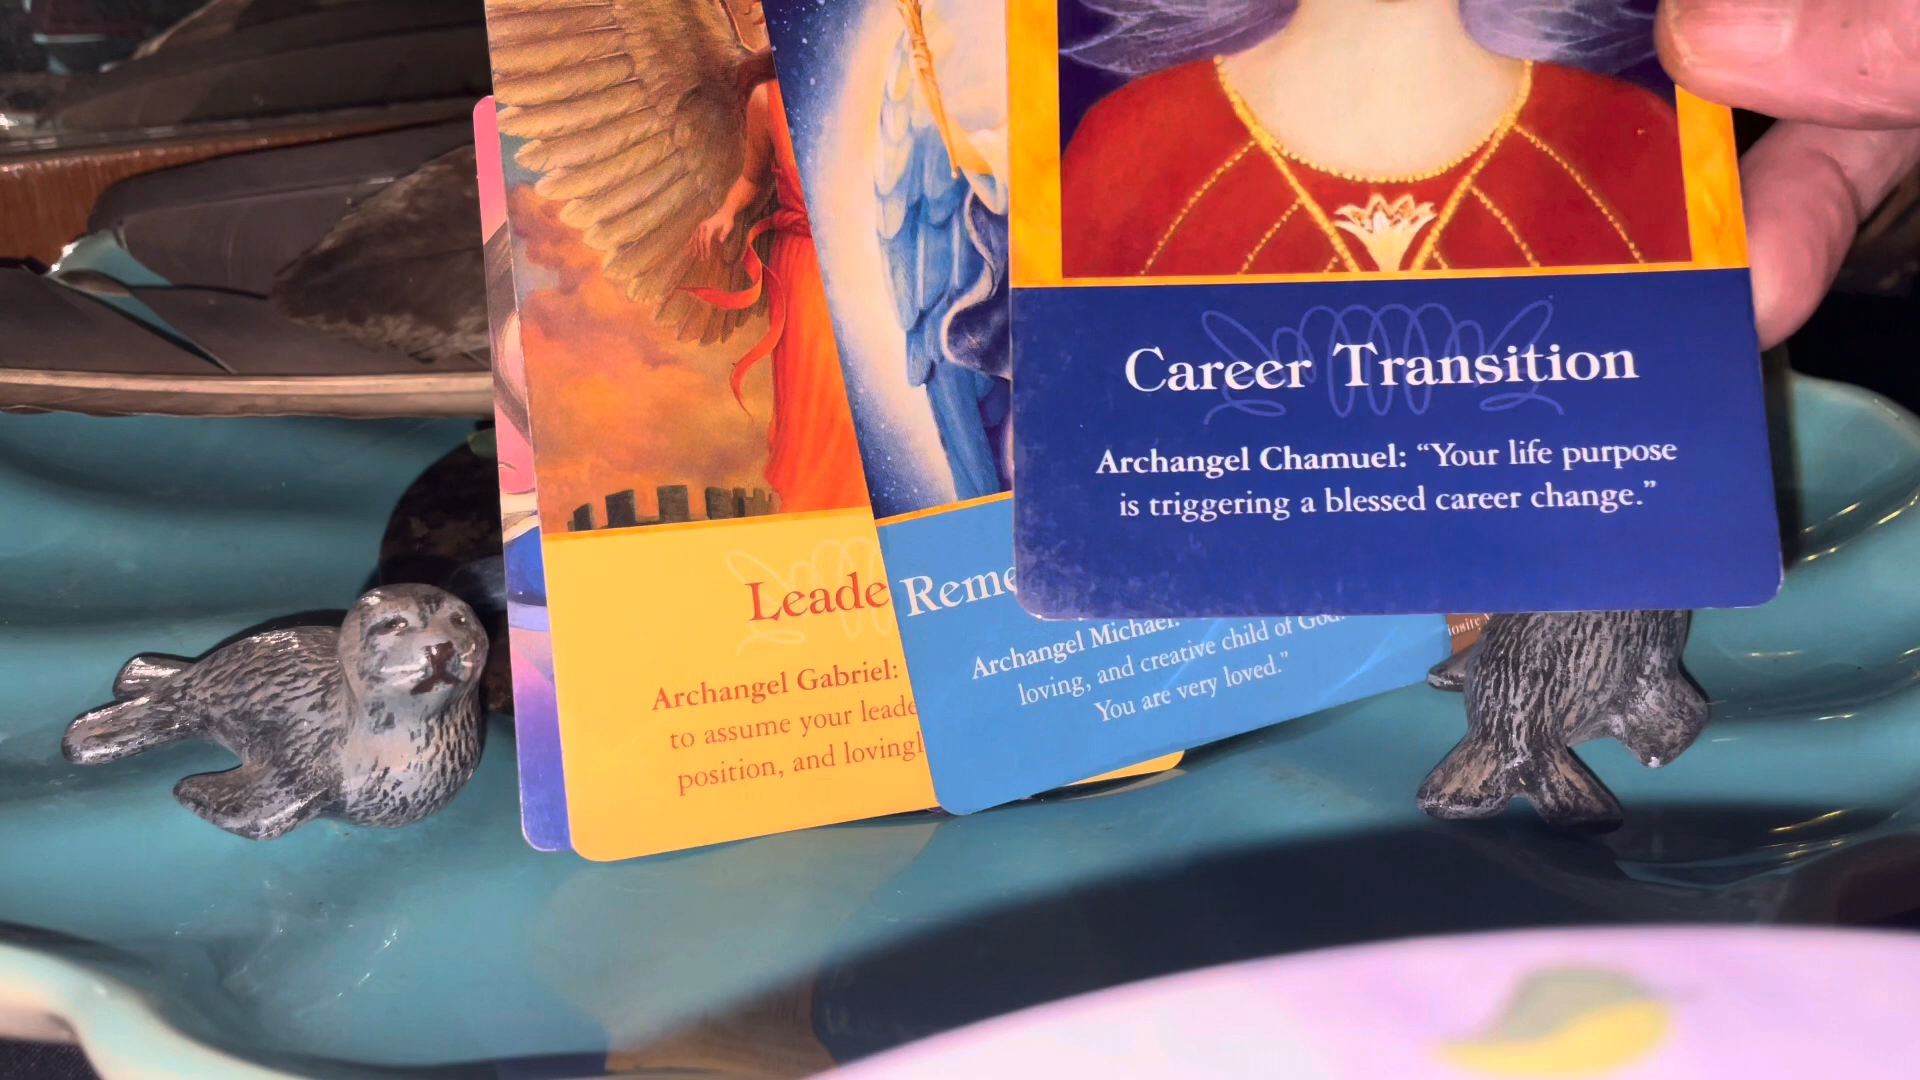 Career Transition
Archangel Chamuel: “Your life purpose
is triggering a blessed career change.”
Leade
Archangel Gabriel:
to assume your leade
position, and lovingl
Reme
Archangel Michael:
loving, and creative child of God.
You are very loved.”